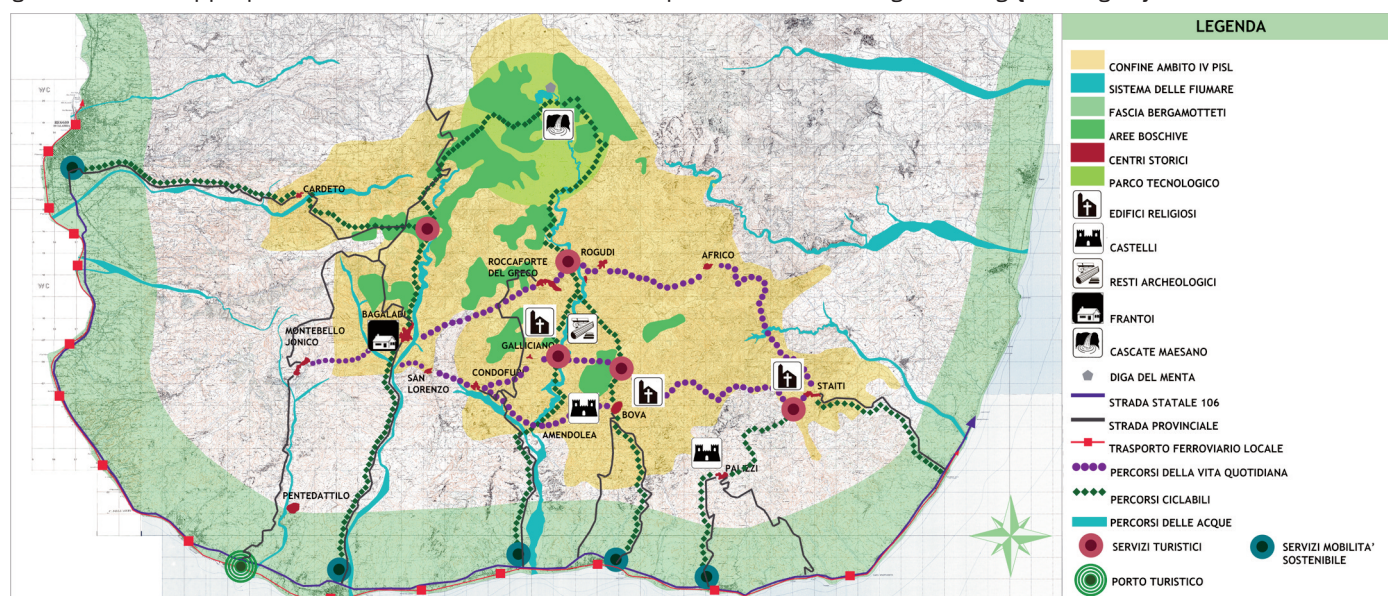 LEGENDA
CONFINE AMBITO IV PISL
SISTEMA DELLE FIUMARE
FASCIA BERGAMOTTETI
AREE BOSCHIVE
CENTRI STORICI
PARCO TECNOLOGICO
EDIFICI RELIGIOSI
CASTELLI
RESTI ARCHEOLOGICI
FRANTOI
CASCATE MAESANO
DIGA DEL MENTA
STRADA STATALE 106
STRADA PROVINCIALE
TRASPORTO FERROVIARIO LOCALE
PERCORSI DELLA VITA QUOTIDIANA
PERCORSI CICLABILI
PERCORSI DELLE ACQUE
SERVIZI TURISTICI
SERVIZI MOBILITA'
SOSTENIBILE
PORTO TURISTICO
CARDETO
ROCCAFORTE
DEL GRECO
ROGUDI
AFRICO
BAGALADI
MONTEBELLO
JONICO
GALLICIANO
SAN
LORENZO
CONDOFURI
STAITI
BOVA
AMENDOLEA
PALIZZI
PENTEDATTILO